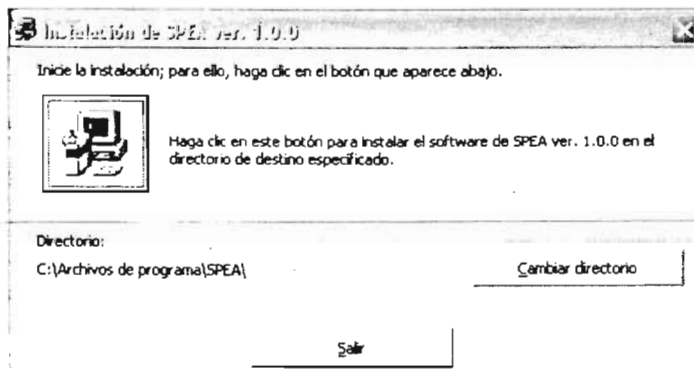 Instalación de SPEA ver. 1.0.0
Inicie la instalación; para ello, haga clic en el botón que aparece abajo.
Haga clic en este botón para instalar el software de SPEA ver. 1.0.0 en el
directorio de destino especificado.
Directorio:
C:\Archivos de programa\SPEA\
Cambiar directorio
Salir